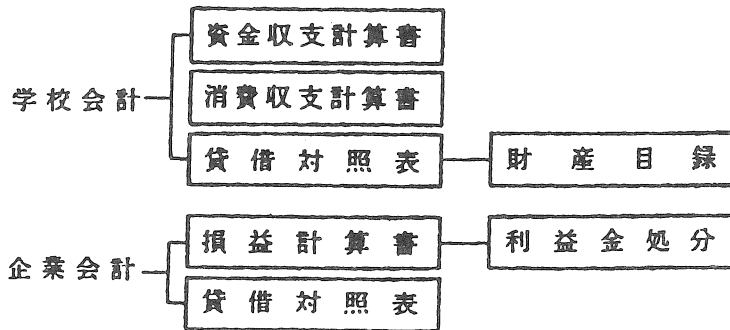 資金収支計算書
学校会計
消費収支計算書
貸借対照表
財産目録
企業会計
損益計算書
利益金処分
貸借対照表